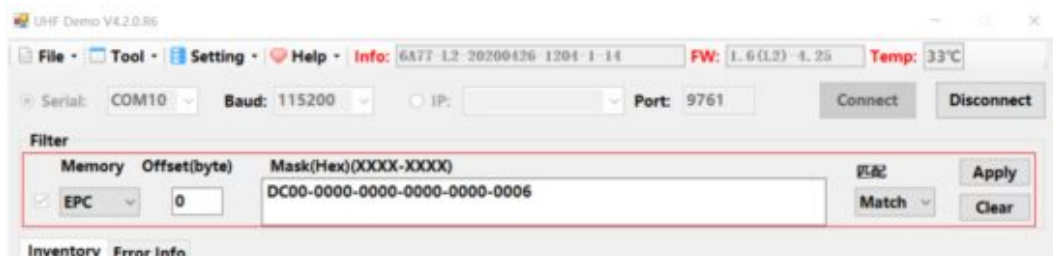 UHF Demo V4.2.0.R6
File Tool Setting Help Info: 6A77-L2-20200426-1204-1-14 FW: 1.6(L2)-4.25 Temp: 33℃
Serial: COM10 Baud: 115200 IP: Port: 9761 Connect Disconnect
Filter
Memory Offset(byte) Mask(Hex)(XXXX-XXXX) 匹配 Apply
EPC 0 DC00-0000-0000-0000-0000-0006 Match Clear
Inventory Error Info